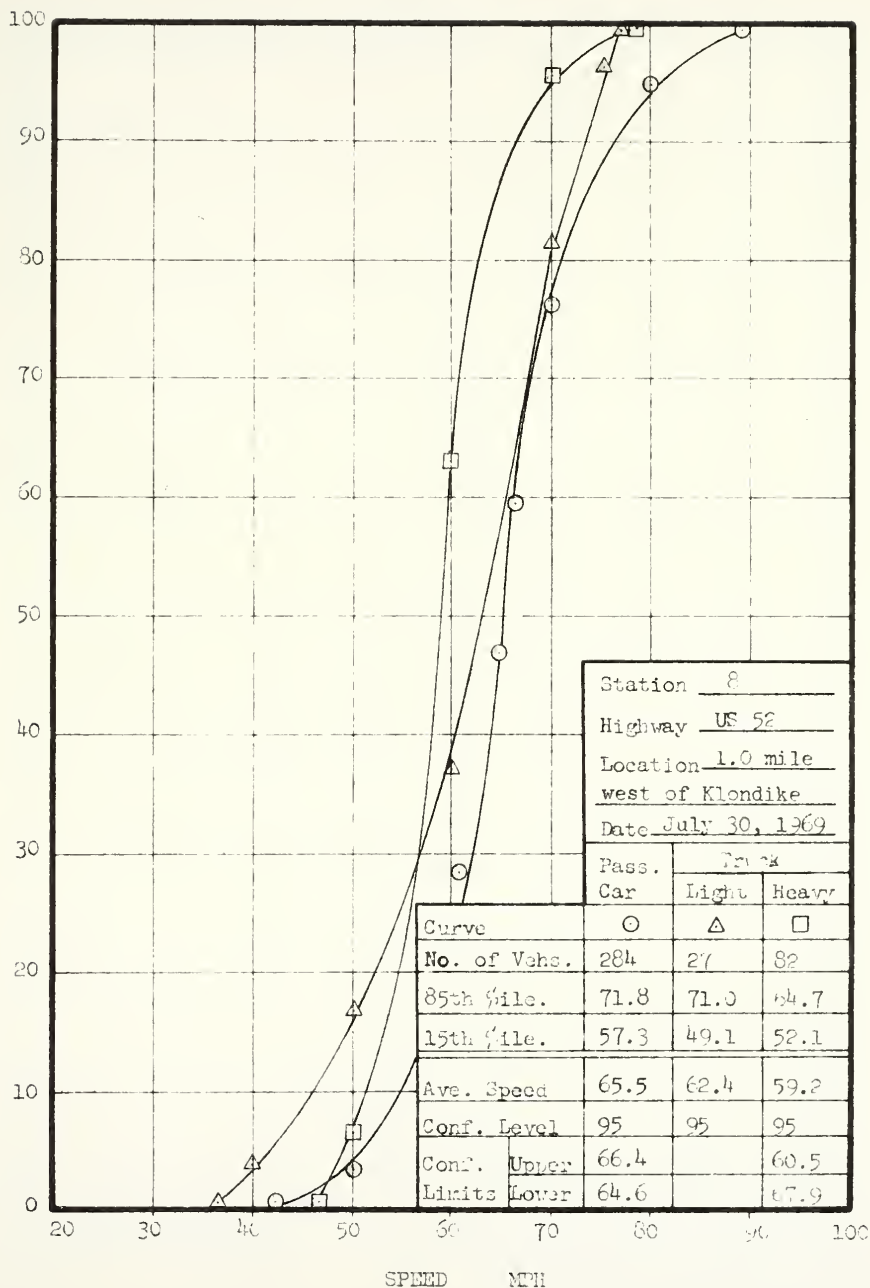 100
90
80
70
60
50
40
30
20
10
0
20 30 40 50 60 70 80 90 100
SPEED MPH
Station 8
Highway US 52
Location 1.0 mile
west of Klondike
Date July 30, 1969
Pass. Car Truck
Light Heavy
Curve
No. of Vehs. 284 27 82
85th %ile. 71.8 71.0 64.7
15th %ile. 57.3 49.1 52.1
Ave. Speed 65.5 62.4 59.2
Conf. Level 95 95 95
Conf. Upper 66.4 60.5
Limits Lower 64.6